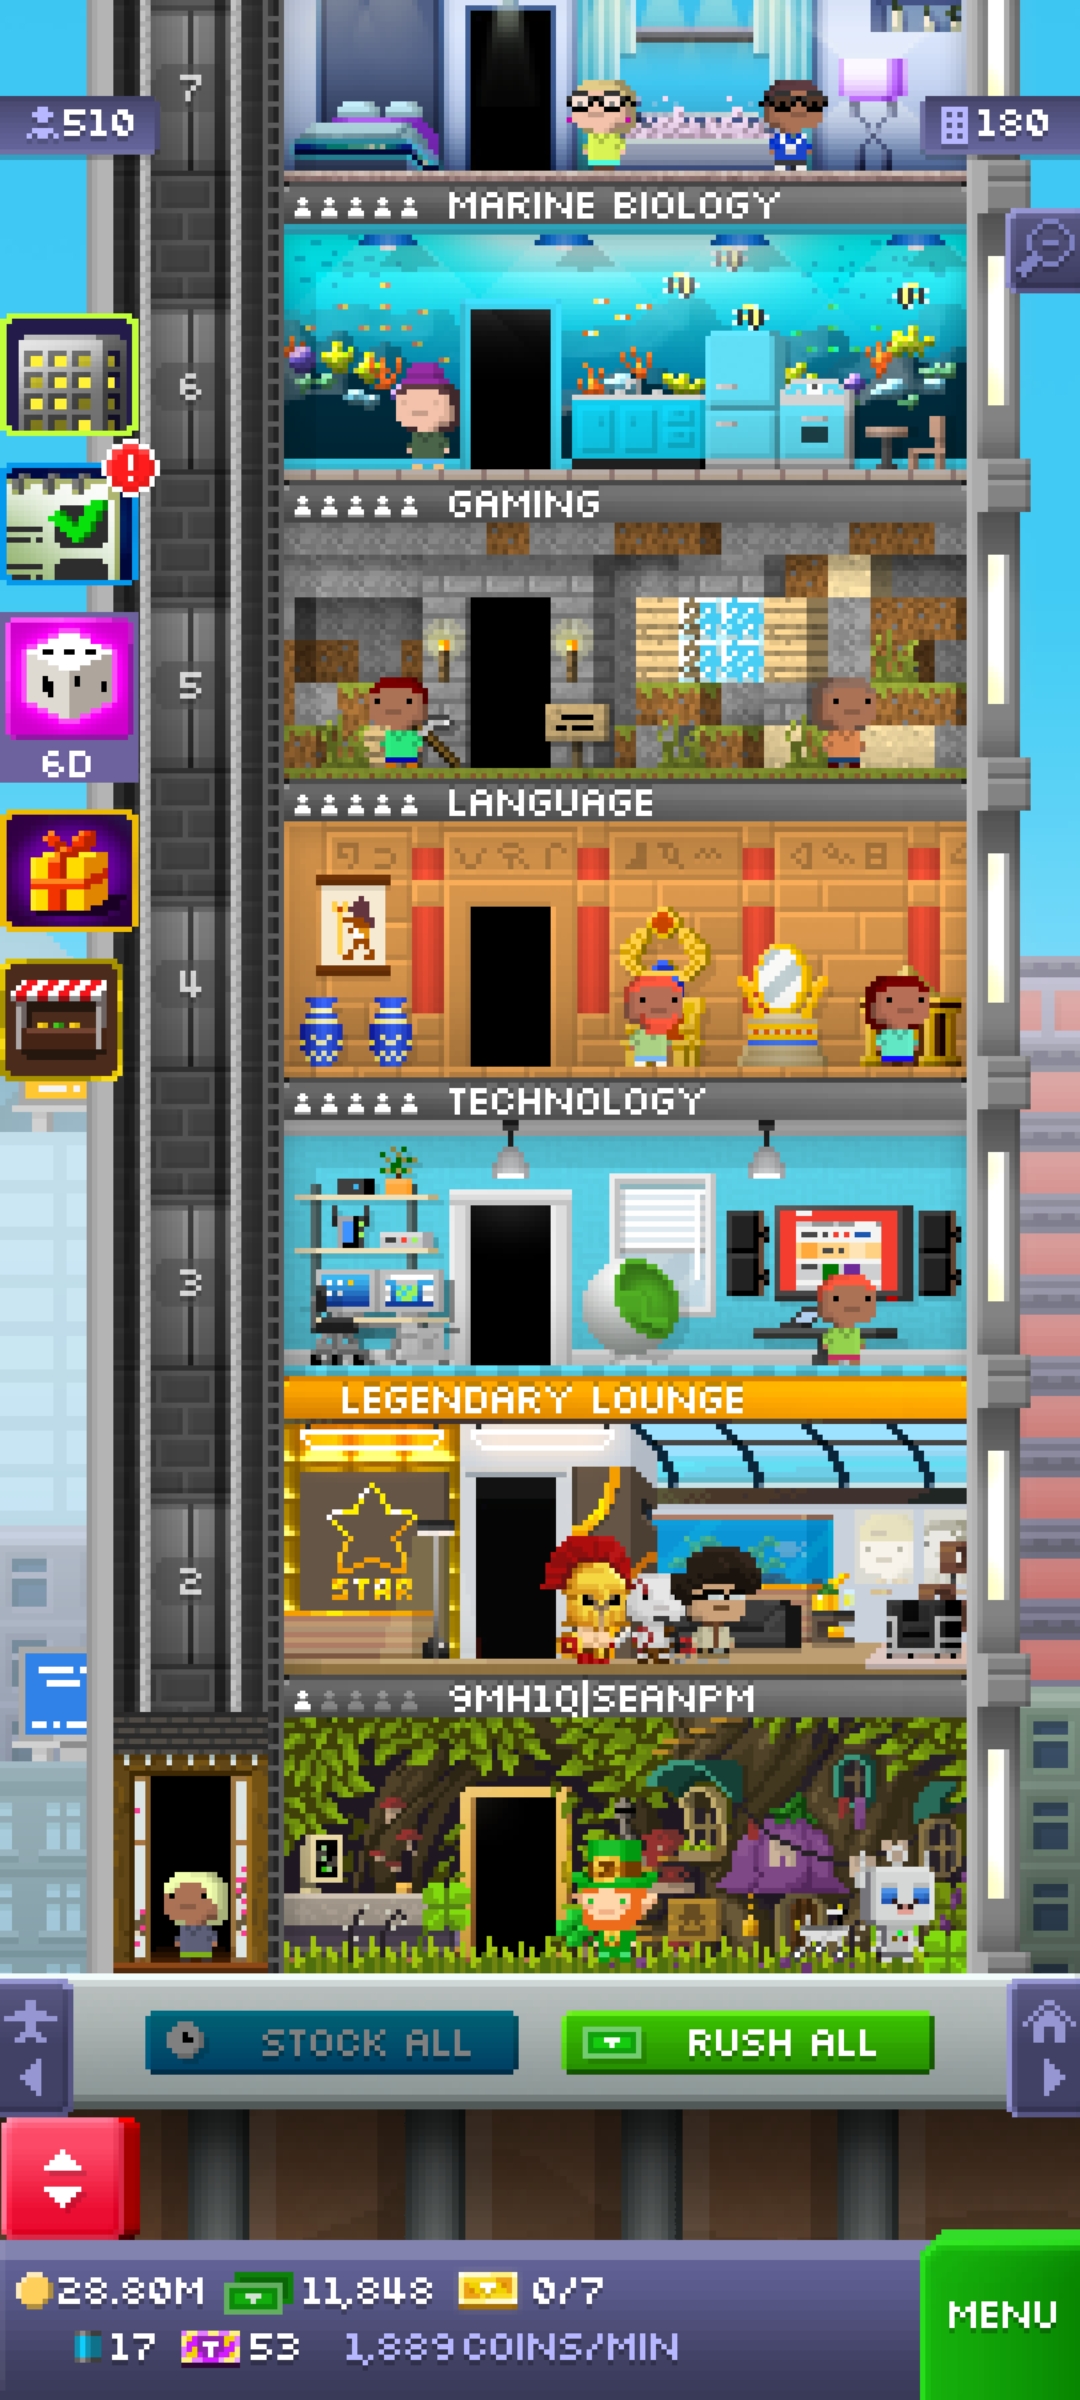 7
510
180
MARINE BIOLOGY
6
GAMING
5
6D
LANGUAGE
4
TECHNOLOGY
3
LEGENDARY LOUNGE
STAR
2
9MH1Q|SEANPM
STOCK ALL
RUSH ALL
28.80M 11,848 0/7
17 53 1,889 COINS/MIN
MENU